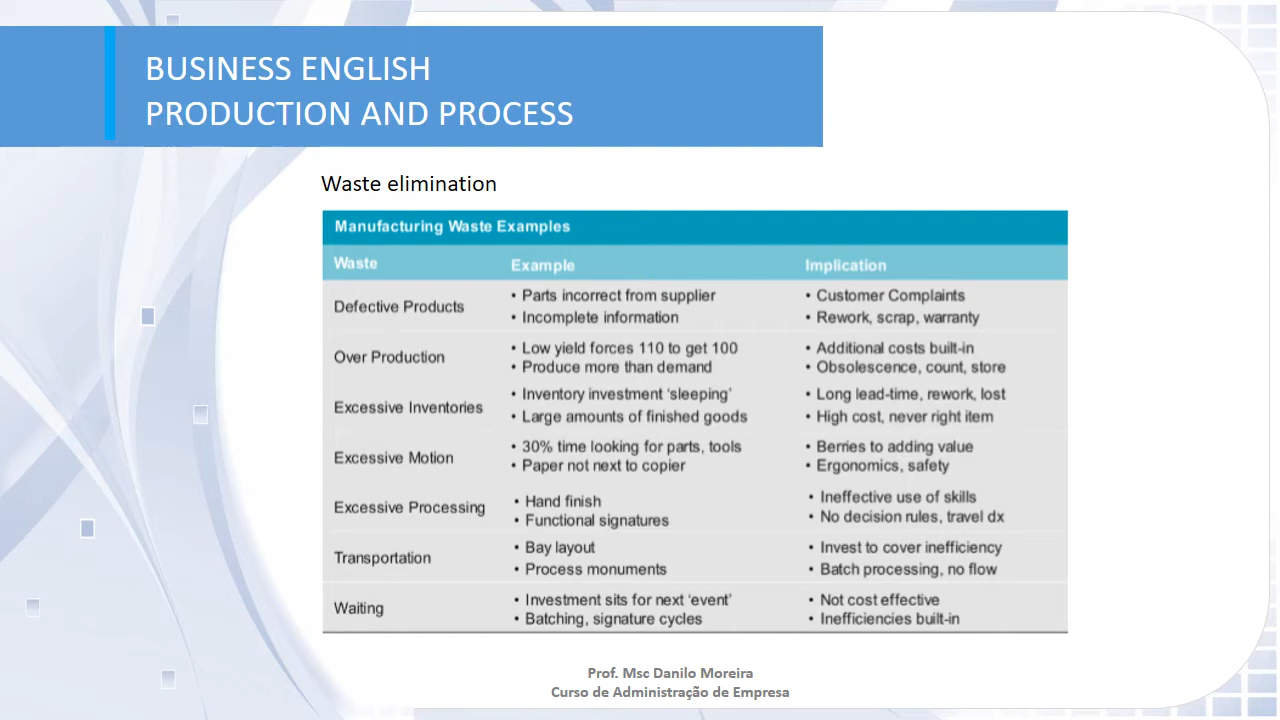 BUSINESS ENGLISH
PRODUCTION AND PROCESS
Waste elimination
Manufacturing Waste Examples
Waste Example Implication
Defective Products
• Parts incorrect from supplier
• Incomplete information
• Customer Complaints
• Rework, scrap, warranty
Over Production
• Low yield forces 110 to get 100
• Produce more than demand
• Additional costs built-in
• Obsolescence, count, store
Excessive Inventories
• Inventory investment ‘sleeping’
• Large amounts of finished goods
• Long lead-time, rework, lost
• High cost, never right item
Excessive Motion
• 30% time looking for parts, tools
• Paper not next to copier
• Berries to adding value
• Ergonomics, safety
Excessive Processing
• Hand finish
• Functional signatures
• Ineffective use of skills
• No decision rules, travel dx
Transportation
• Bay layout
• Process monuments
• Invest to cover inefficiency
• Batch processing, no flow
Waiting
• Investment sits for next ‘event’
• Batching, signature cycles
• Not cost effective
• Inefficiencies built-in
Prof. Msc Danilo Moreira
Curso de Administração de Empresa